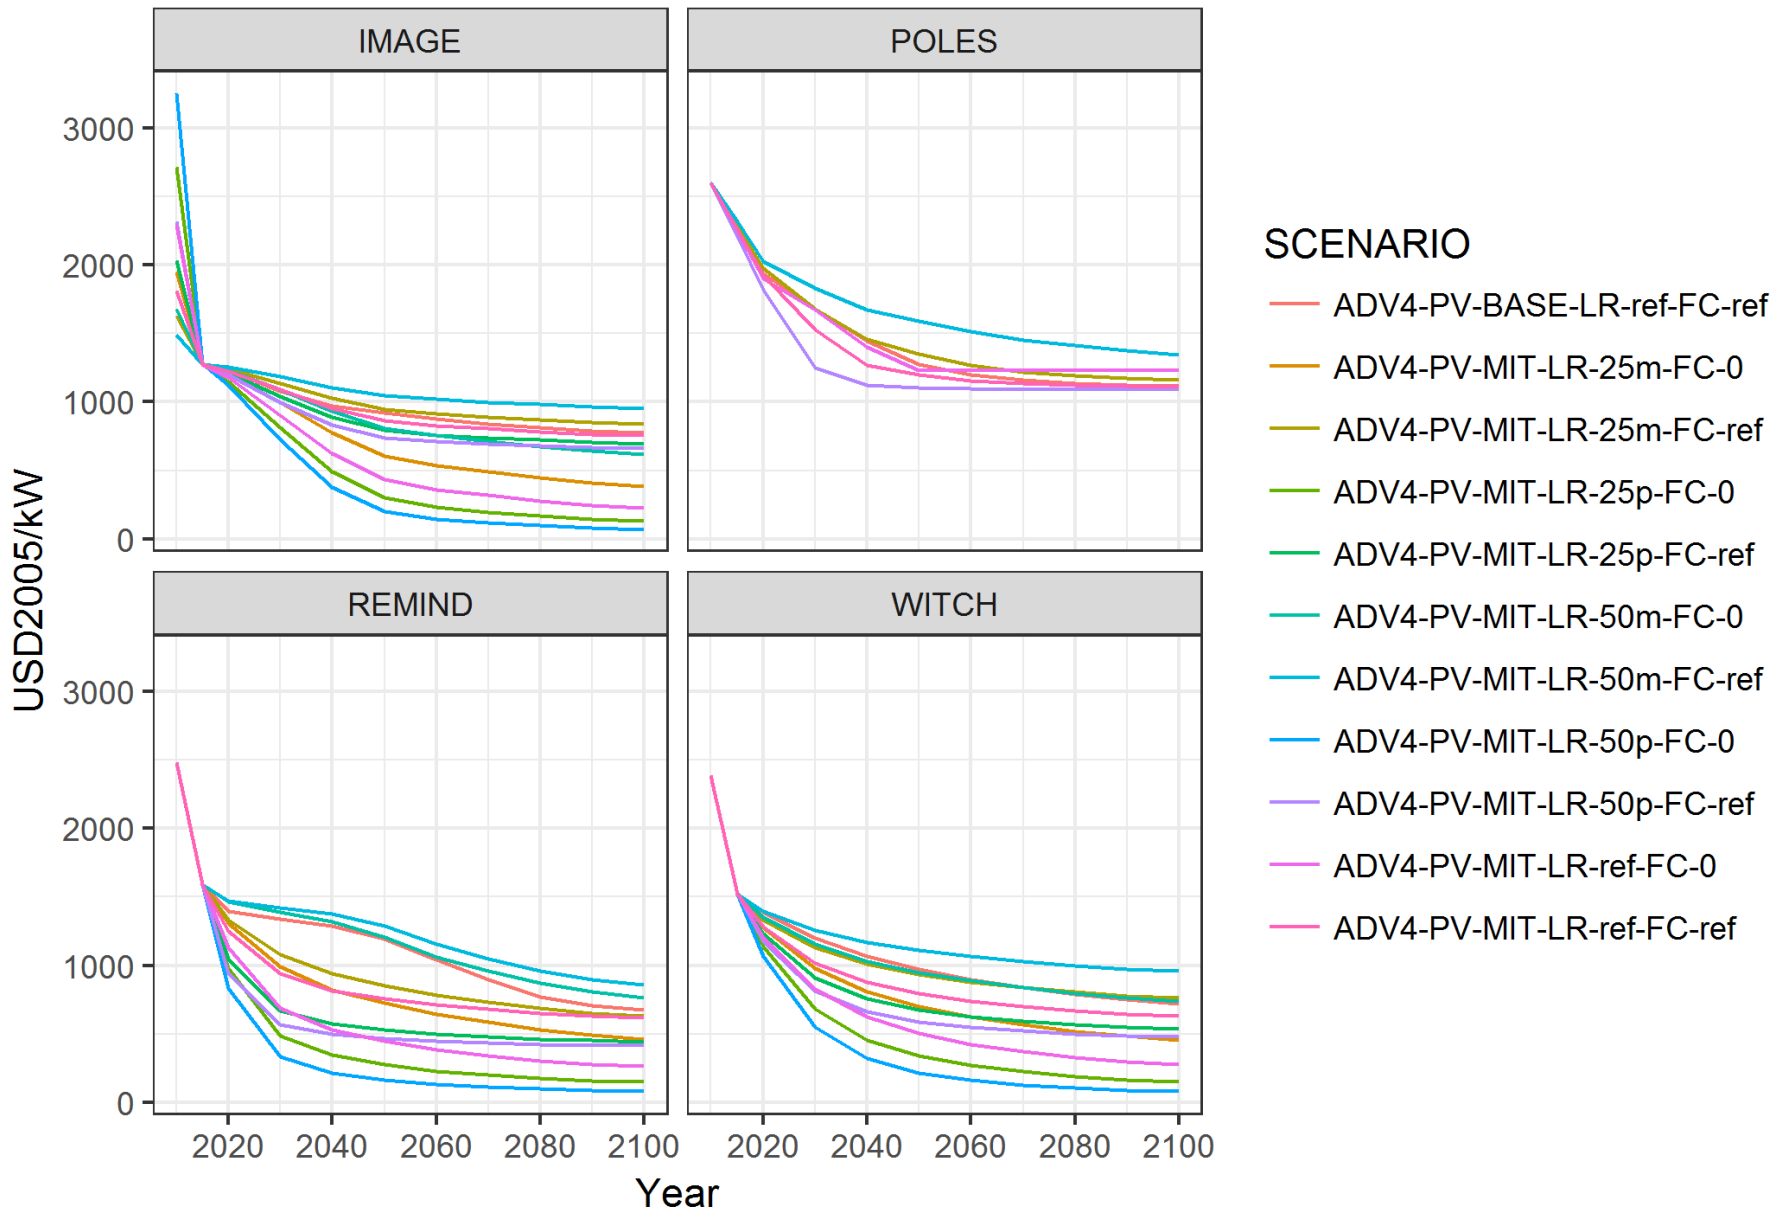 IMAGE
POLES
3000
2000
1000
0
REMIND
WITCH
3000
2000
1000
0
2020 2040 2060 2080 2100
2020 2040 2060 2080 2100
Year
USD2005/kW
SCENARIO
ADV4-PV-BASE-LR-ref-FC-ref
ADV4-PV-MIT-LR-25m-FC-0
ADV4-PV-MIT-LR-25m-FC-ref
ADV4-PV-MIT-LR-25p-FC-0
ADV4-PV-MIT-LR-25p-FC-ref
ADV4-PV-MIT-LR-50m-FC-0
ADV4-PV-MIT-LR-50m-FC-ref
ADV4-PV-MIT-LR-50p-FC-0
ADV4-PV-MIT-LR-50p-FC-ref
ADV4-PV-MIT-LR-ref-FC-0
ADV4-PV-MIT-LR-ref-FC-ref